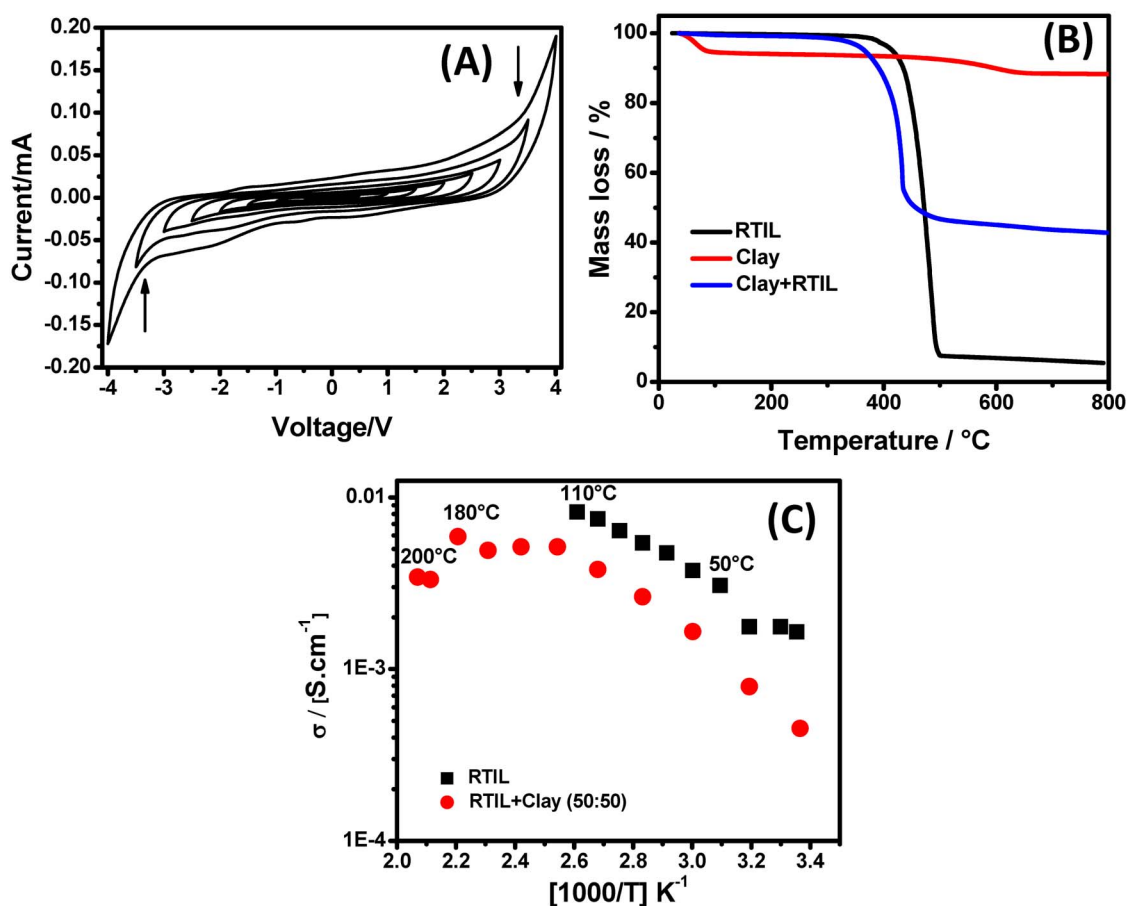 (A)
0.20
0.15
0.10
0.05
0.00
-0.05
-0.10
-0.15
-0.20
Current/mA
-4 -3 -2 -1 0 1 2 3 4
Voltage/V
(B)
100
80
60
40
20
0
Mass loss / %
RTIL
Clay
Clay+RTIL
0 200 400 600 800
Temperature / °C
(C)
0.01
1E-3
1E-4
σ / [S.cm⁻¹]
110°C
180°C
200°C
50°C
RTIL
RTIL+Clay (50:50)
2.0 2.2 2.4 2.6 2.8 3.0 3.2 3.4
[1000/T] K⁻¹